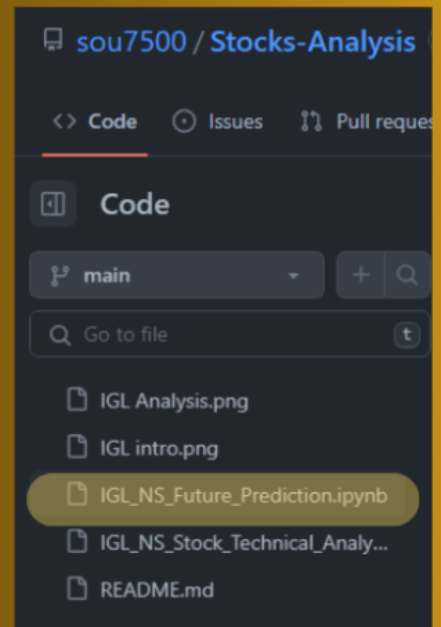 sou7500 / Stocks-Analysis
<> Code Issues Pull reques
Code
main
Go to file t
IGL Analysis.png
IGL intro.png
IGL_NS_Future_Prediction.ipynb
IGL_NS_Stock_Technical_Analy...
README.md